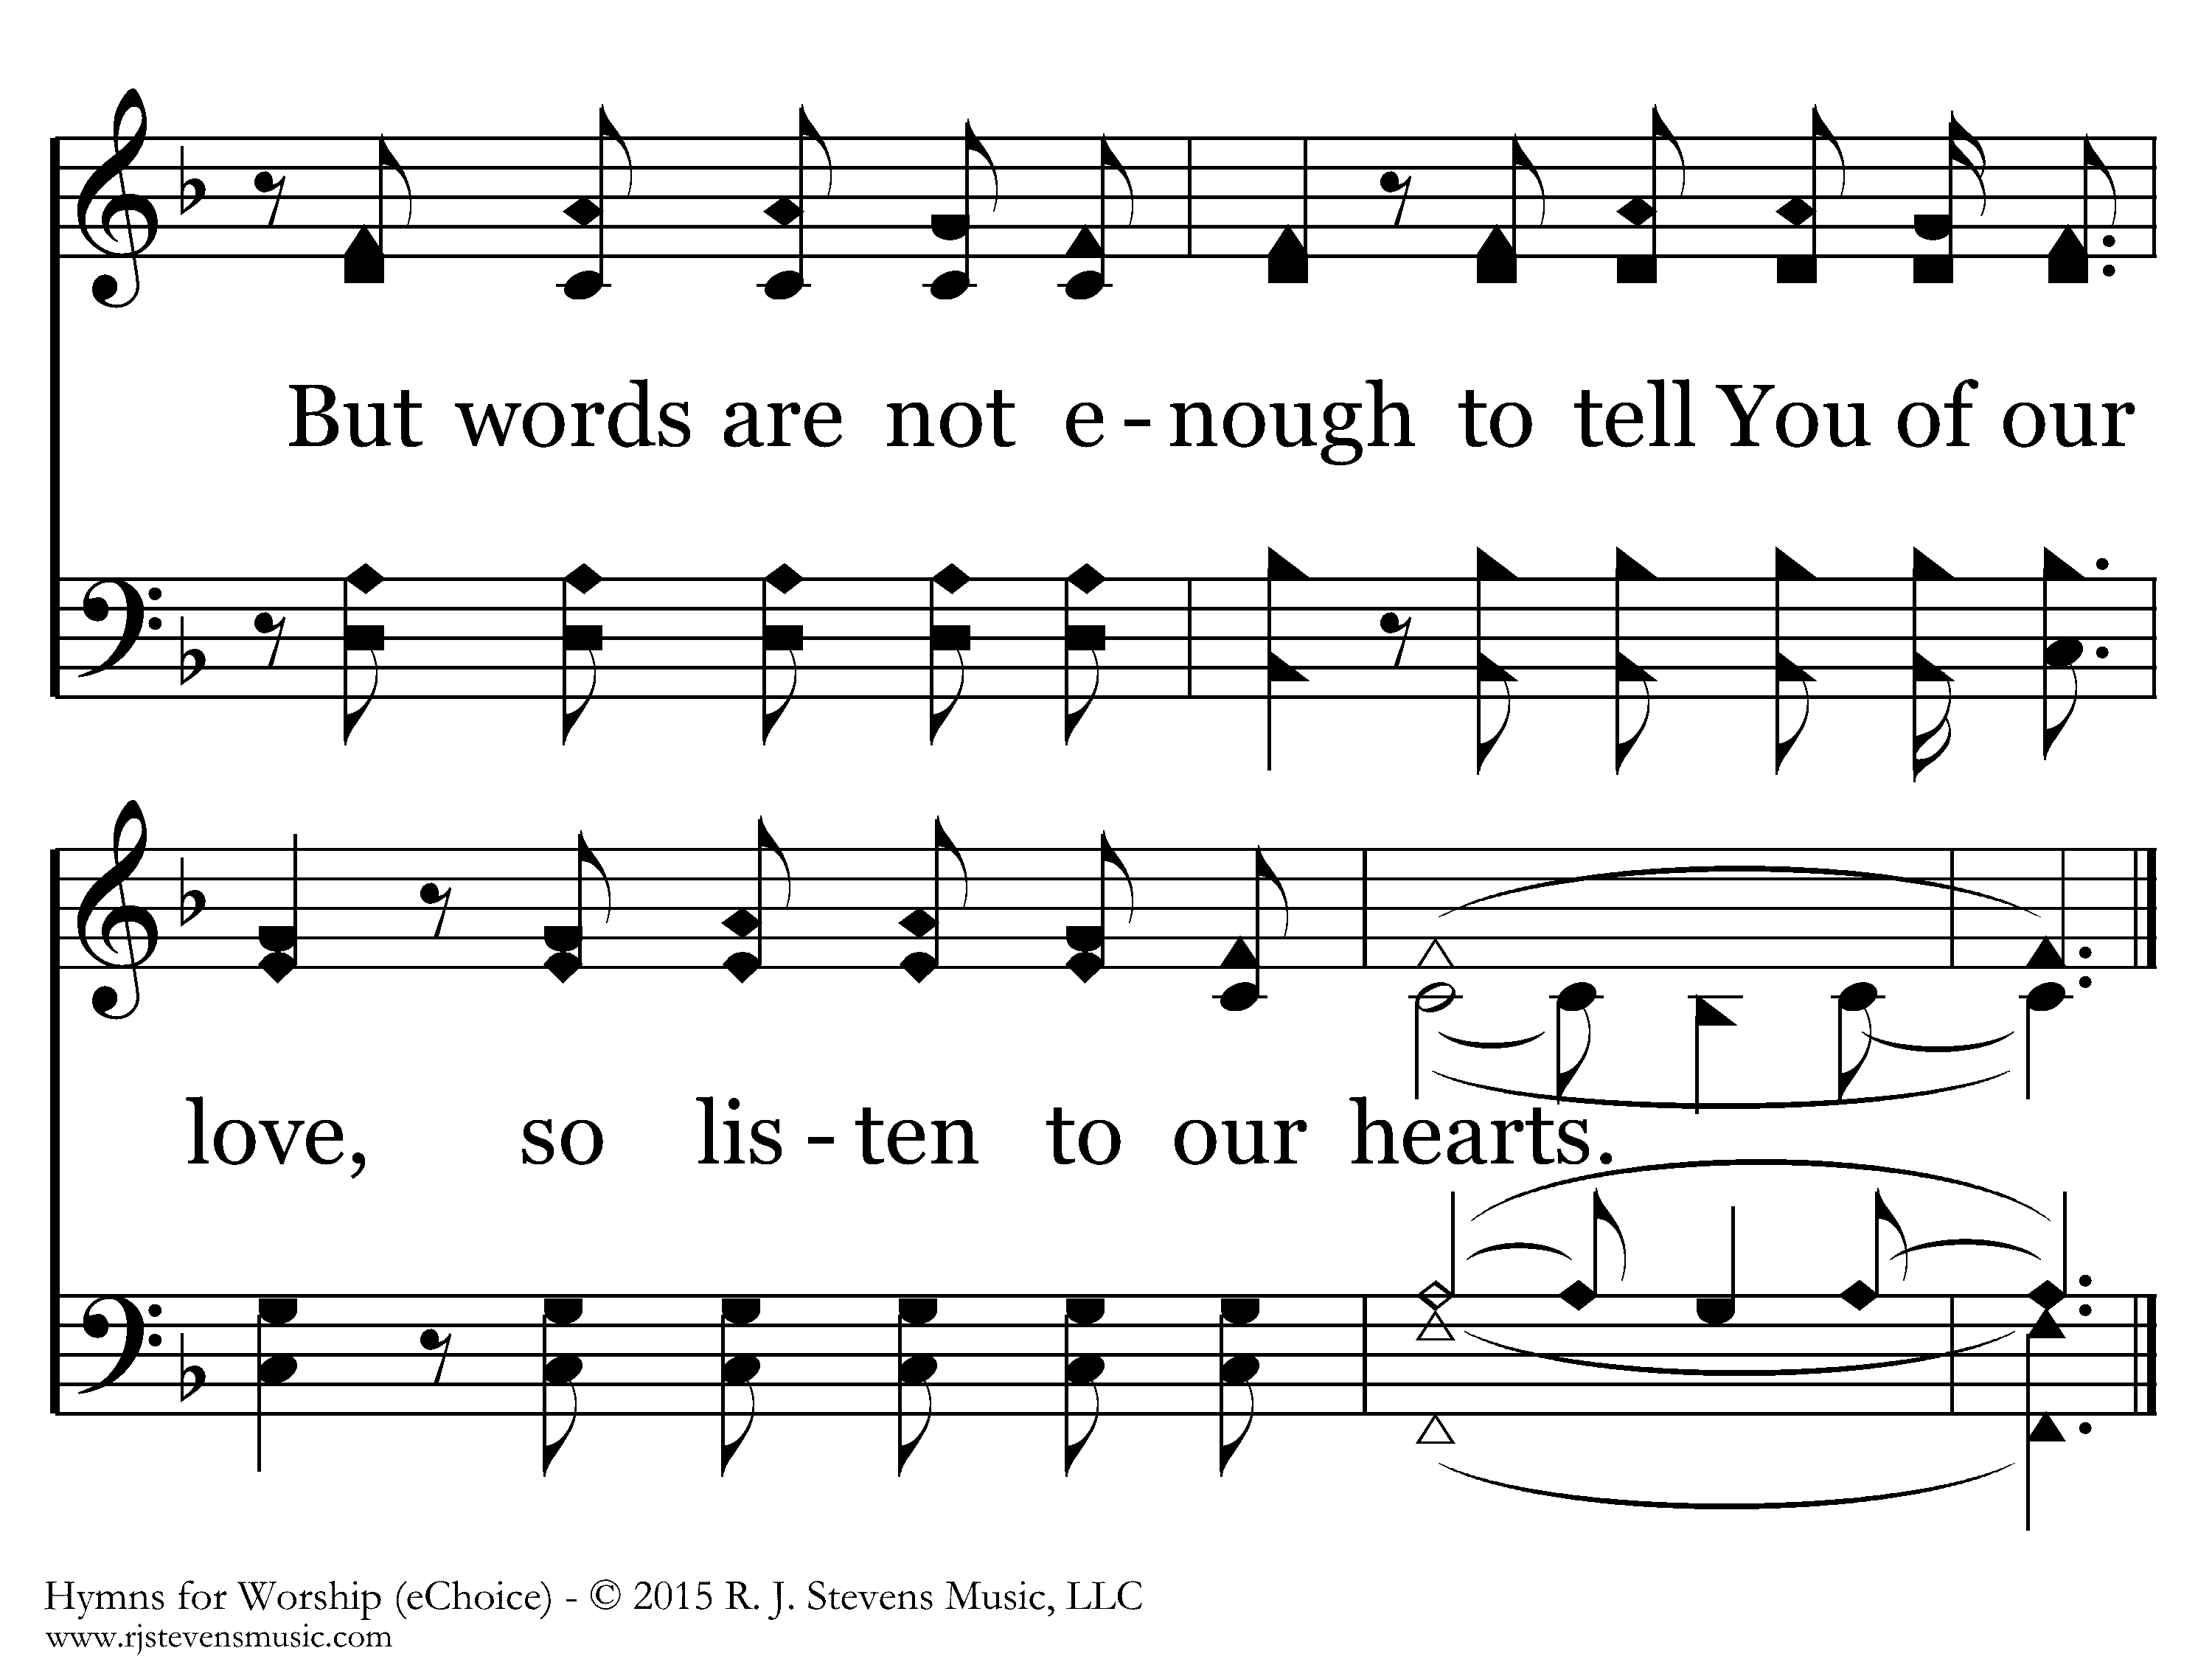 But words are not e - nough to tell You of our
love, so lis - ten to our hearts.
Hymns for Worship (eChoice) - © 2015 R. J. Stevens Music, LLC
www.rjstevensmusic.com